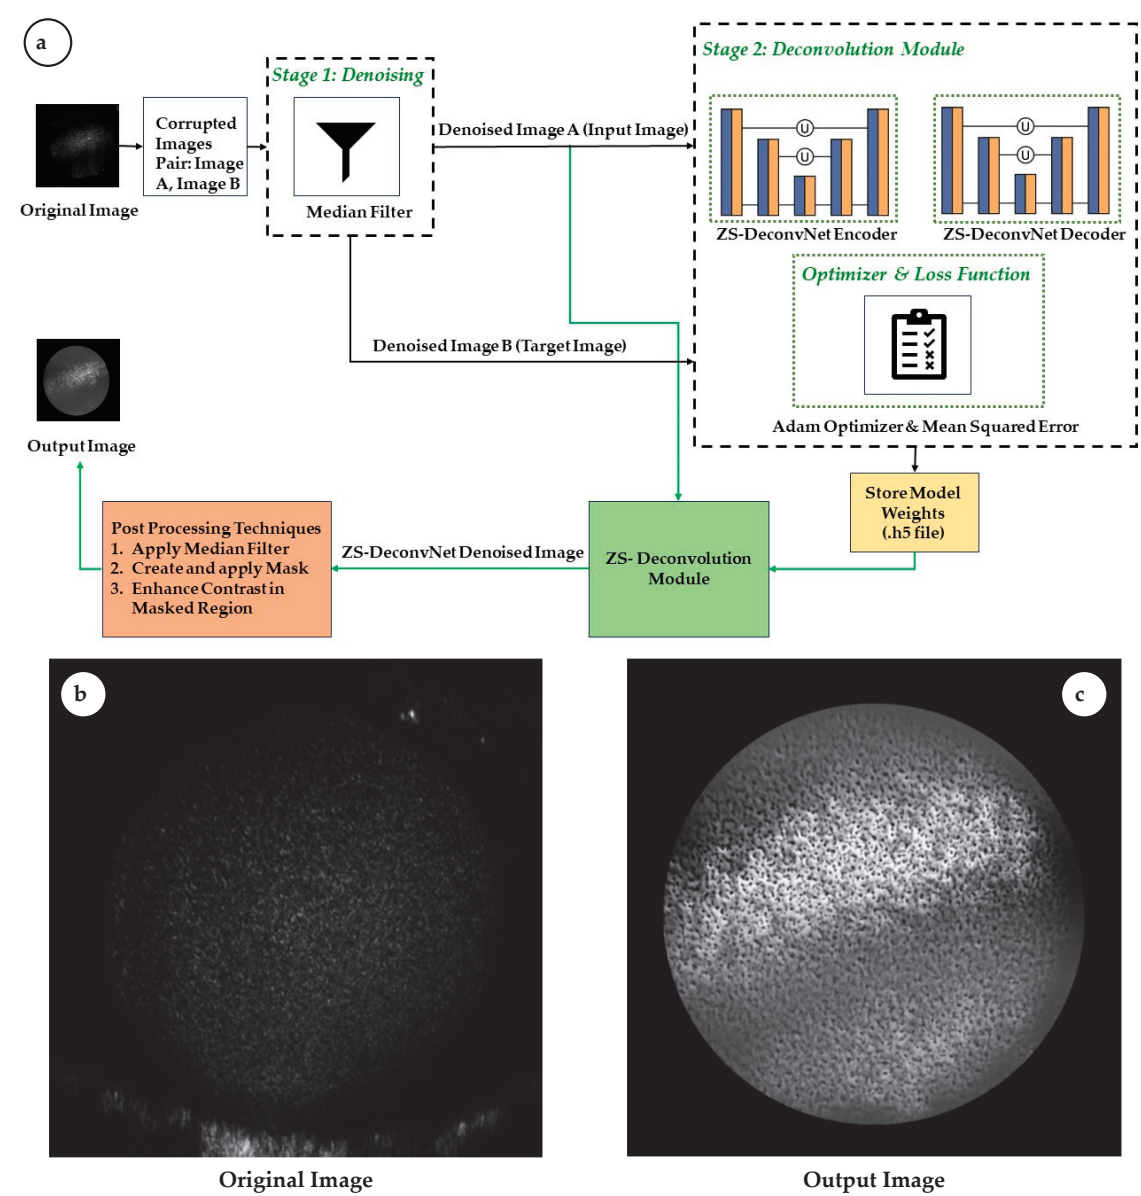 a
Original Image
Corrupted
Images
Pair: Image
A, Image B
Stage 1: Denoising
Median Filter
Denoised Image A (Input Image)
Denoised Image B (Target Image)
Stage 2: Deconvolution Module
U
U
ZS-DeconvNet Encoder
U
U
ZS-DeconvNet Decoder
Optimizer & Loss Function
Adam Optimizer & Mean Squared Error
Store Model
Weights
(.h5 file)
ZS- Deconvolution
Module
ZS-DeconvNet Denoised Image
Post Processing Techniques
1. Apply Median Filter
2. Create and apply Mask
3. Enhance Contrast in
Masked Region
Output Image
b
Original Image
c
Output Image